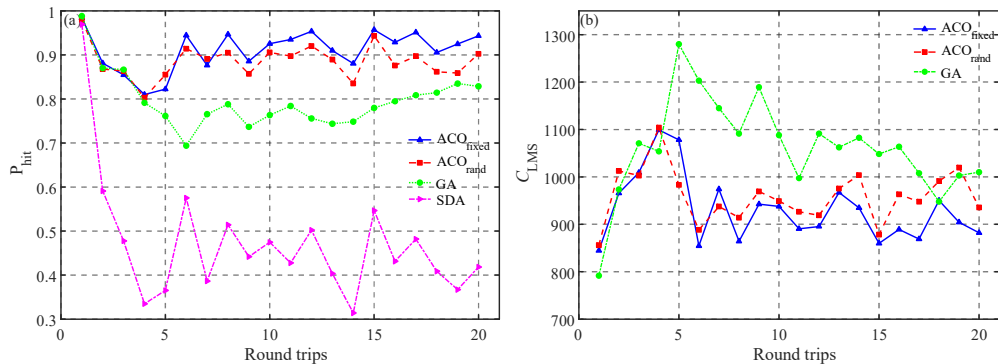 (a)
1
0.9
0.8
0.7
0.6
0.5
0.4
0.3
P_hit
0 5 10 15 20
Round trips
ACO_fixed
ACO_rand
GA
SDA
(b)
1300
1200
1100
1000
900
800
700
C_LMS
0 5 10 15 20
Round trips
ACO_fixed
ACO_rand
GA